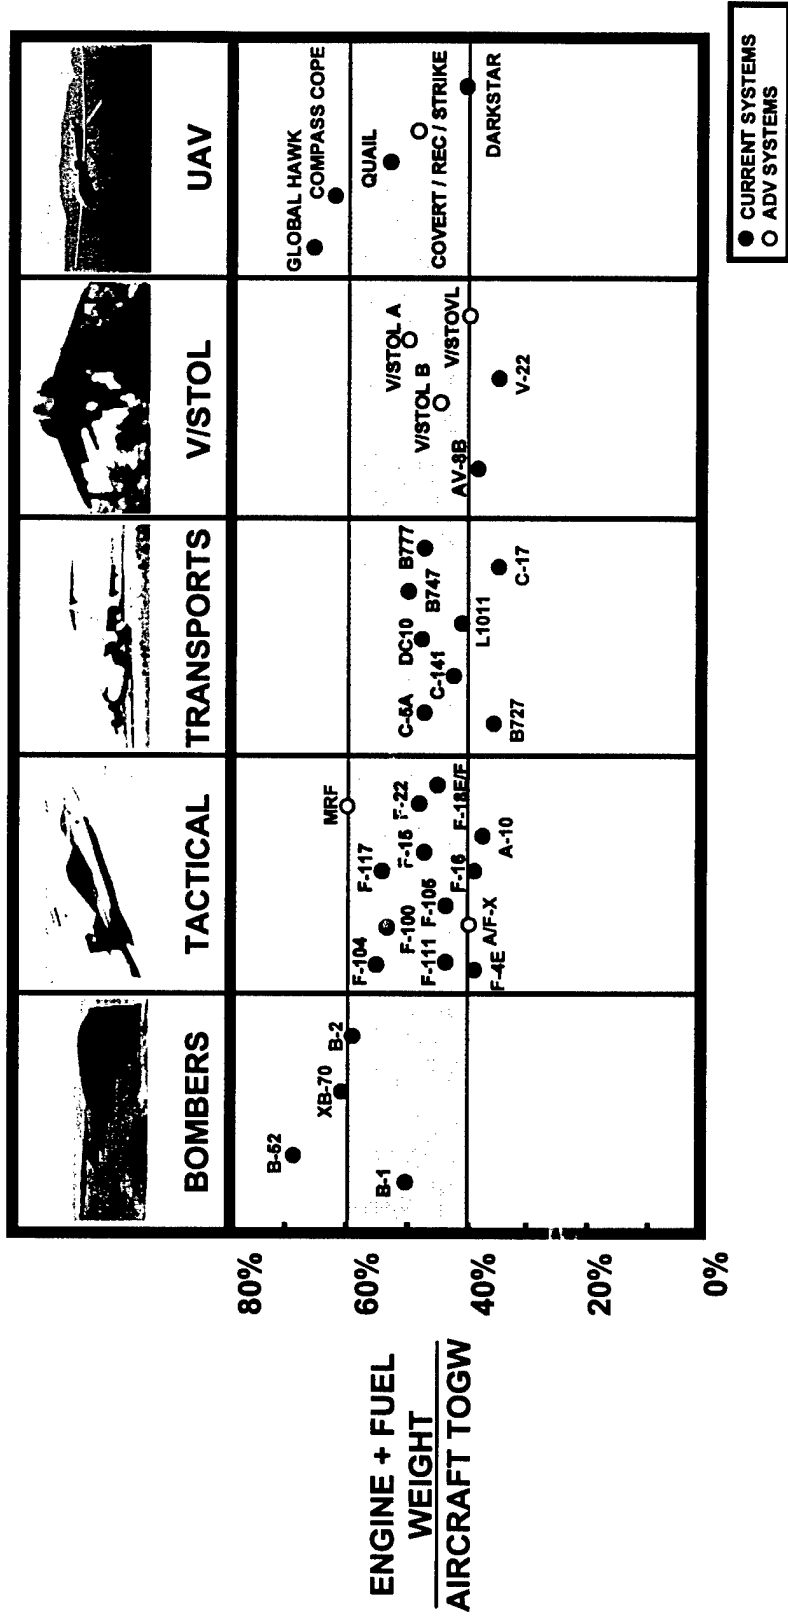 BOMBERS
TACTICAL
TRANSPORTS
V/STOL
UAV
ENGINE + FUEL
WEIGHT
AIRCRAFT TOGW
80%
60%
40%
20%
0%
B-52
XB-70
B-2
B-1
F-104
F-100
F-117
MRF
F-111
F-105
F-15
F-22
F-4E
A/F-X
F-16
A-10
F-18E/F
C-5A
C-141
DC10
B747
B777
B727
L1011
C-17
AV-8B
V/STOL B
V/STOL A
V/STOVL
V-22
GLOBAL HAWK
COMPASS COPE
QUAIL
COVERT / REC / STRIKE
DARKSTAR
CURRENT SYSTEMS
ADV SYSTEMS